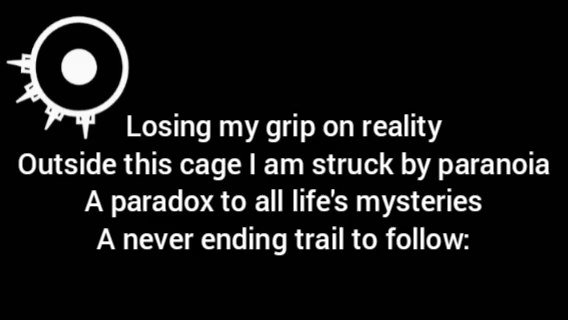 Losing my grip on reality
Outside this cage I am struck by paranoia
A paradox to all life's mysteries
A never ending trail to follow: